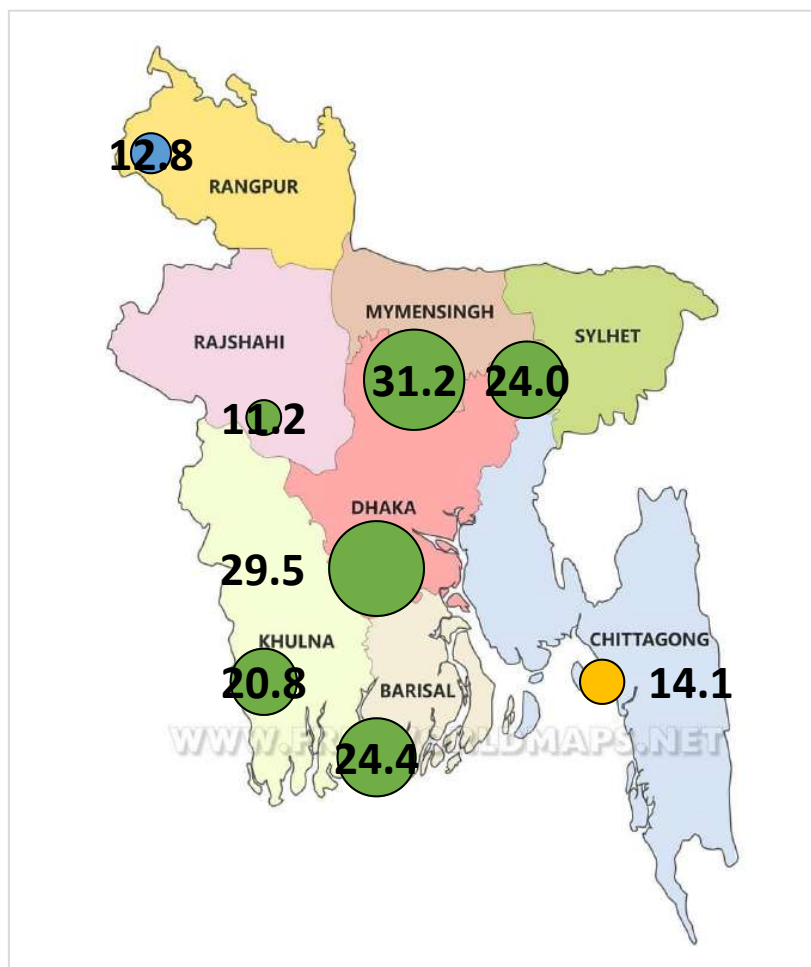 12.8
RANGPUR
MYMENSINGH
SYLHET
RAJSHAHI
31.2
24.0
11.2
DHAKA
29.5
KHULNA
CHITTAGONG
20.8
BARISAL
14.1
WWW.FREEWORLDMAPS.NET
24.4